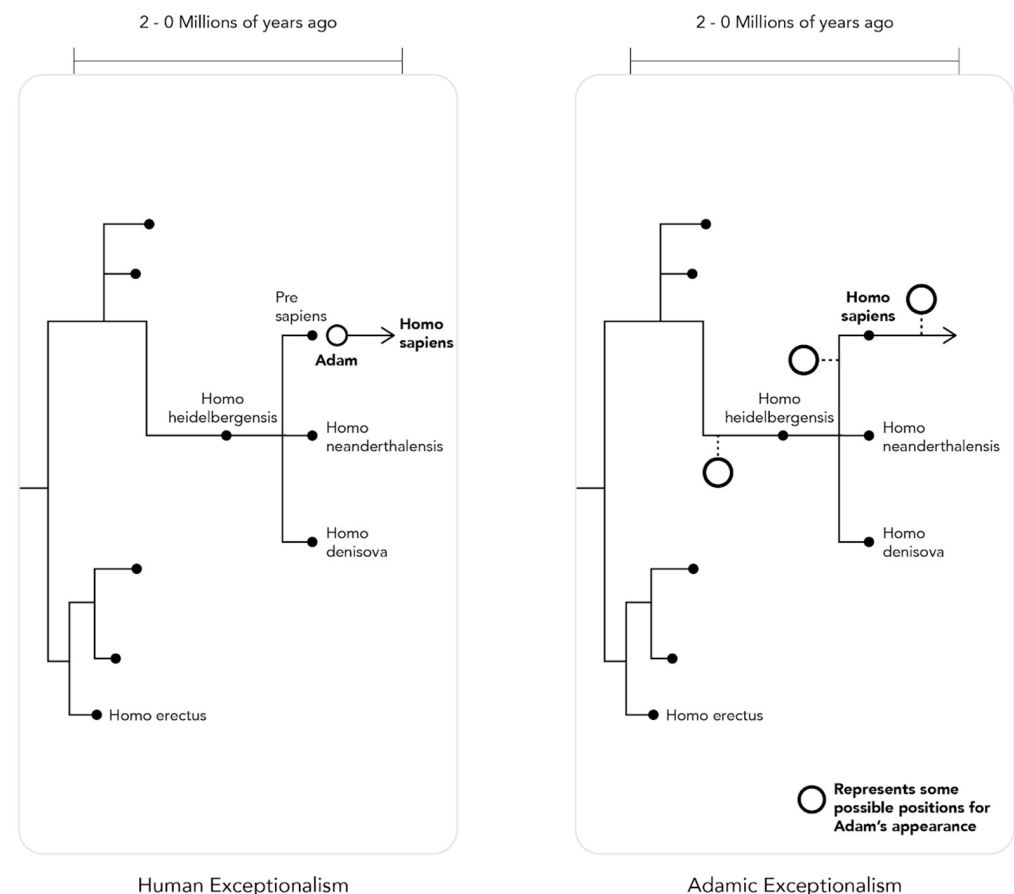 2 - 0 Millions of years ago
Pre
sapiens
Adam
Homo
sapiens
Homo
heidelbergensis
Homo
neanderthalensis
Homo
denisova
Homo erectus
Human Exceptionalism
2 - 0 Millions of years ago
Homo
sapiens
Homo
heidelbergensis
Homo
neanderthalensis
Homo
denisova
Homo erectus
Represents some
possible positions for
Adam's appearance
Adamic Exceptionalism